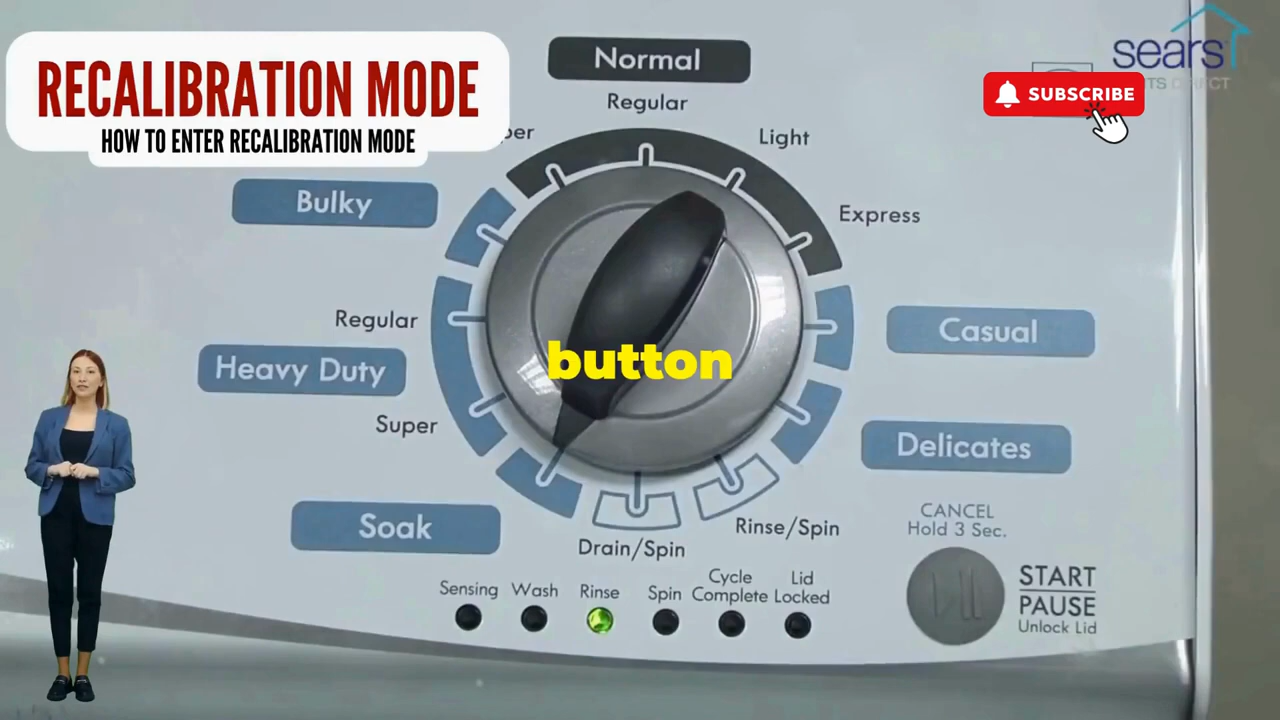 RECALIBRATION MODE
HOW TO ENTER RECALIBRATION MODE
sears
DIRECT
SUBSCRIBE
Normal
Regular
Light
Express
Bulky
Casual
Regular
Heavy Duty
Super
button
Delicates
Soak
Rinse/Spin
Drain/Spin
CANCEL
Hold 3 Sec.
Sensing
Wash
Rinse
Spin
Cycle
Complete
Lid
Locked
START
PAUSE
Unlock Lid